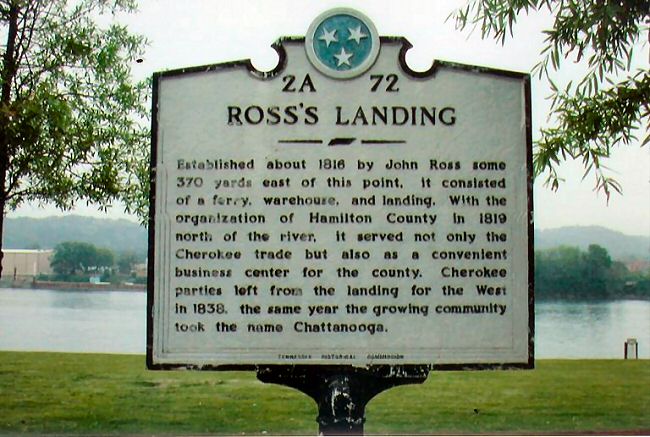 2A 72
ROSS'S LANDING
Established about 1816 by John Ross some
370 yards east of this point, it consisted
of a ferry, warehouse, and landing. With the
organization of Hamilton County in 1819
north of the river, it served not only the
Cherokee trade but also as a convenient
business center for the county. Cherokee
parties left from the landing for the West
in 1838, the same year the growing community
took the name Chattanooga.
TENNESSEE HISTORICAL COMMISSION